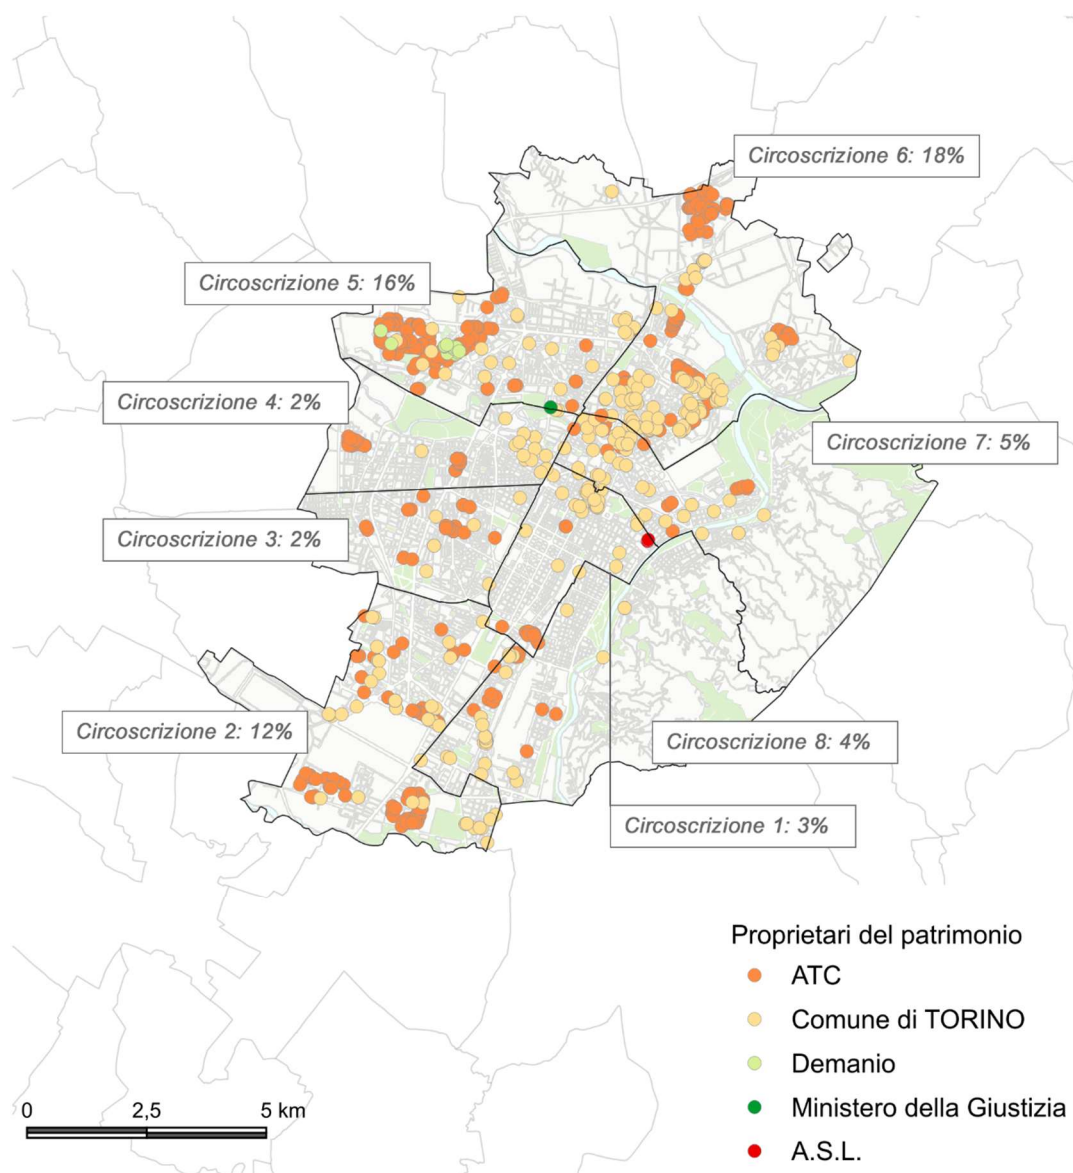 Circoscrizione 6: 18%
Circoscrizione 5: 16%
Circoscrizione 4: 2%
Circoscrizione 7: 5%
Circoscrizione 3: 2%
Circoscrizione 2: 12%
Circoscrizione 8: 4%
Circoscrizione 1: 3%
Proprietari del patrimonio
ATC
Comune di TORINO
Demanio
Ministero della Giustizia
A.S.L.
0 2,5 5 km